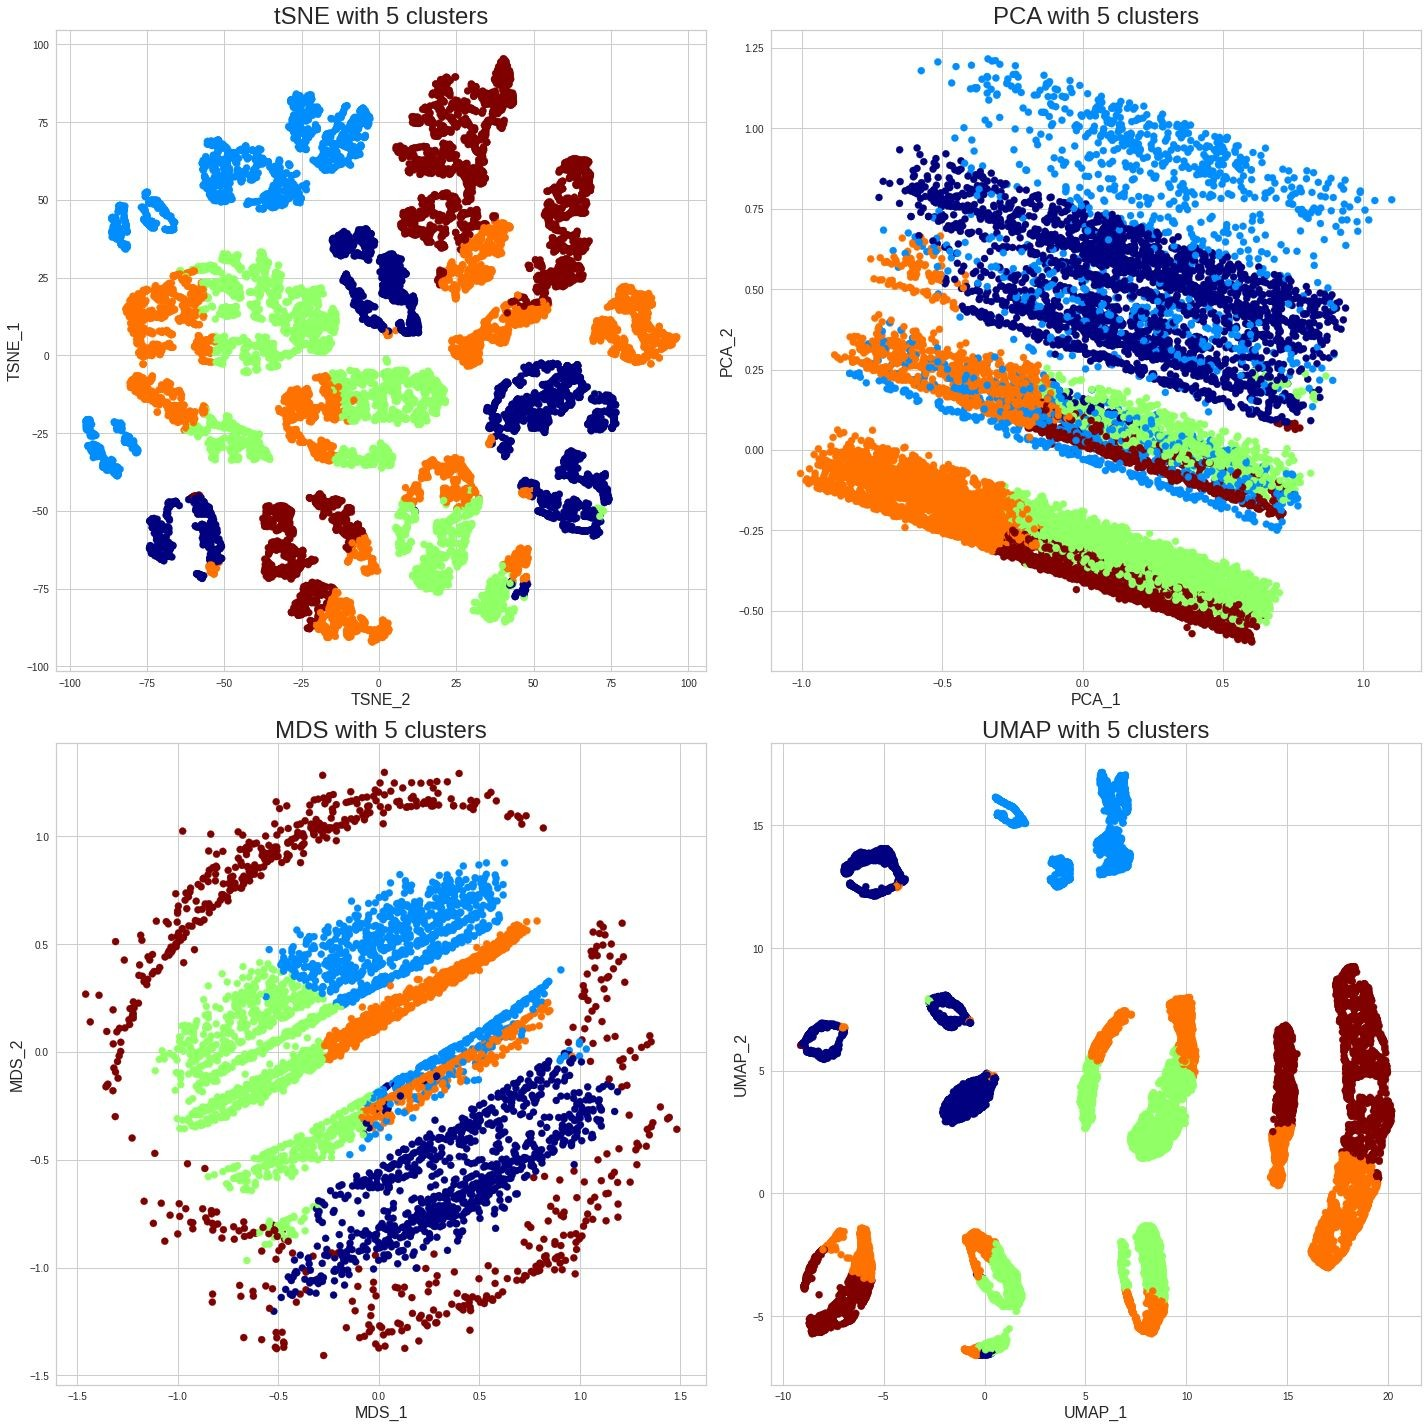 tSNE with 5 clusters
TSNE_1
100
75
50
25
0
−25
−50
−75
−100
−100 −75 −50 −25 0 25 50 75 100
TSNE_2
PCA with 5 clusters
PCA_2
1.25
1.00
0.75
0.50
0.25
0.00
−0.25
−0.50
−1.0 −0.5 0.0 0.5 1.0
PCA_1
MDS with 5 clusters
MDS_2
1.0
0.5
0.0
−0.5
−1.0
−1.5
−1.5 −1.0 −0.5 0.0 0.5 1.0 1.5
MDS_1
UMAP with 5 clusters
UMAP_2
15
10
5
0
−5
−10 −5 0 5 10 15 20
UMAP_1